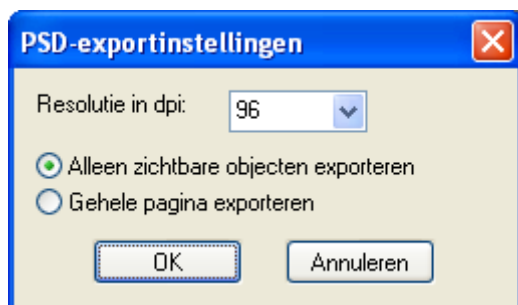 PSD-exportinstellingen
Resolutie in dpi: 96
Alleen zichtbare objecten exporteren
Gehele pagina exporteren
OK Annuleren